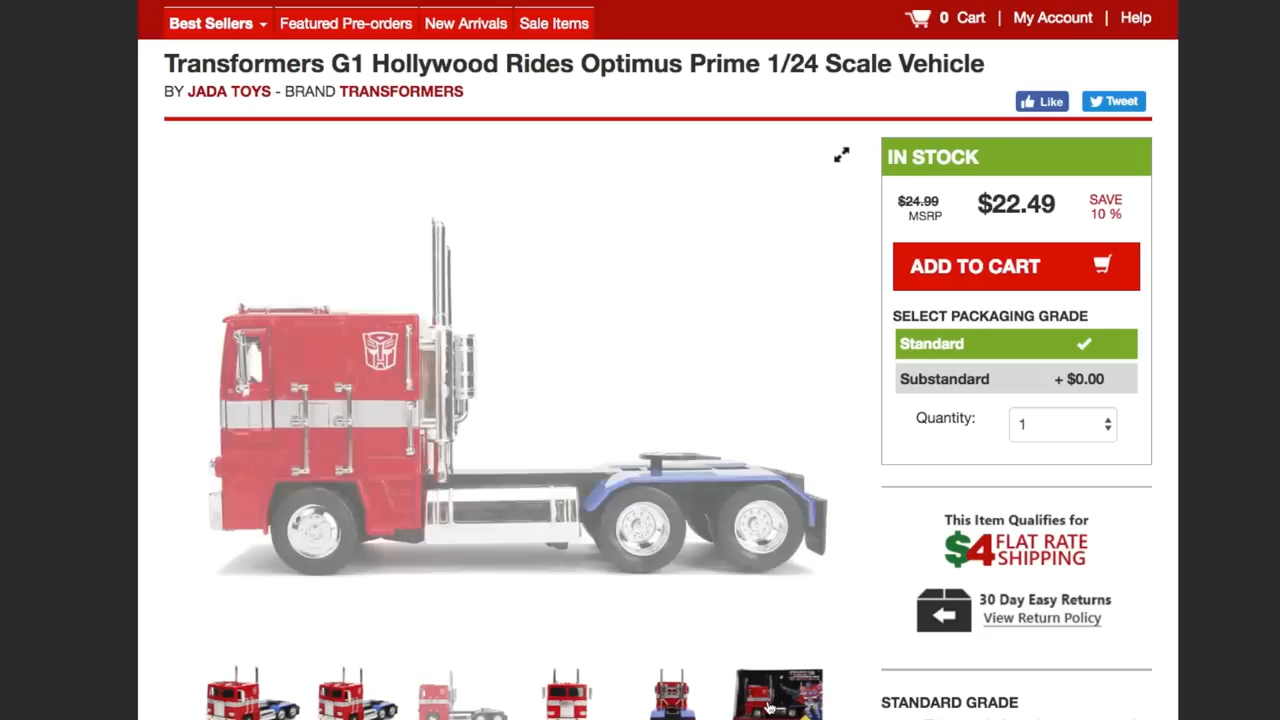 Best Sellers
Featured Pre-orders
New Arrivals
Sale Items
0 Cart | My Account | Help
Transformers G1 Hollywood Rides Optimus Prime 1/24 Scale Vehicle
BY JADA TOYS - BRAND TRANSFORMERS
Like
Tweet
IN STOCK
$24.99
MSRP
$22.49
SAVE
10 %
ADD TO CART
SELECT PACKAGING GRADE
Standard
Substandard + $0.00
Quantity: 1
This Item Qualifies for
$4 FLAT RATE
SHIPPING
30 Day Easy Returns
View Return Policy
STANDARD GRADE